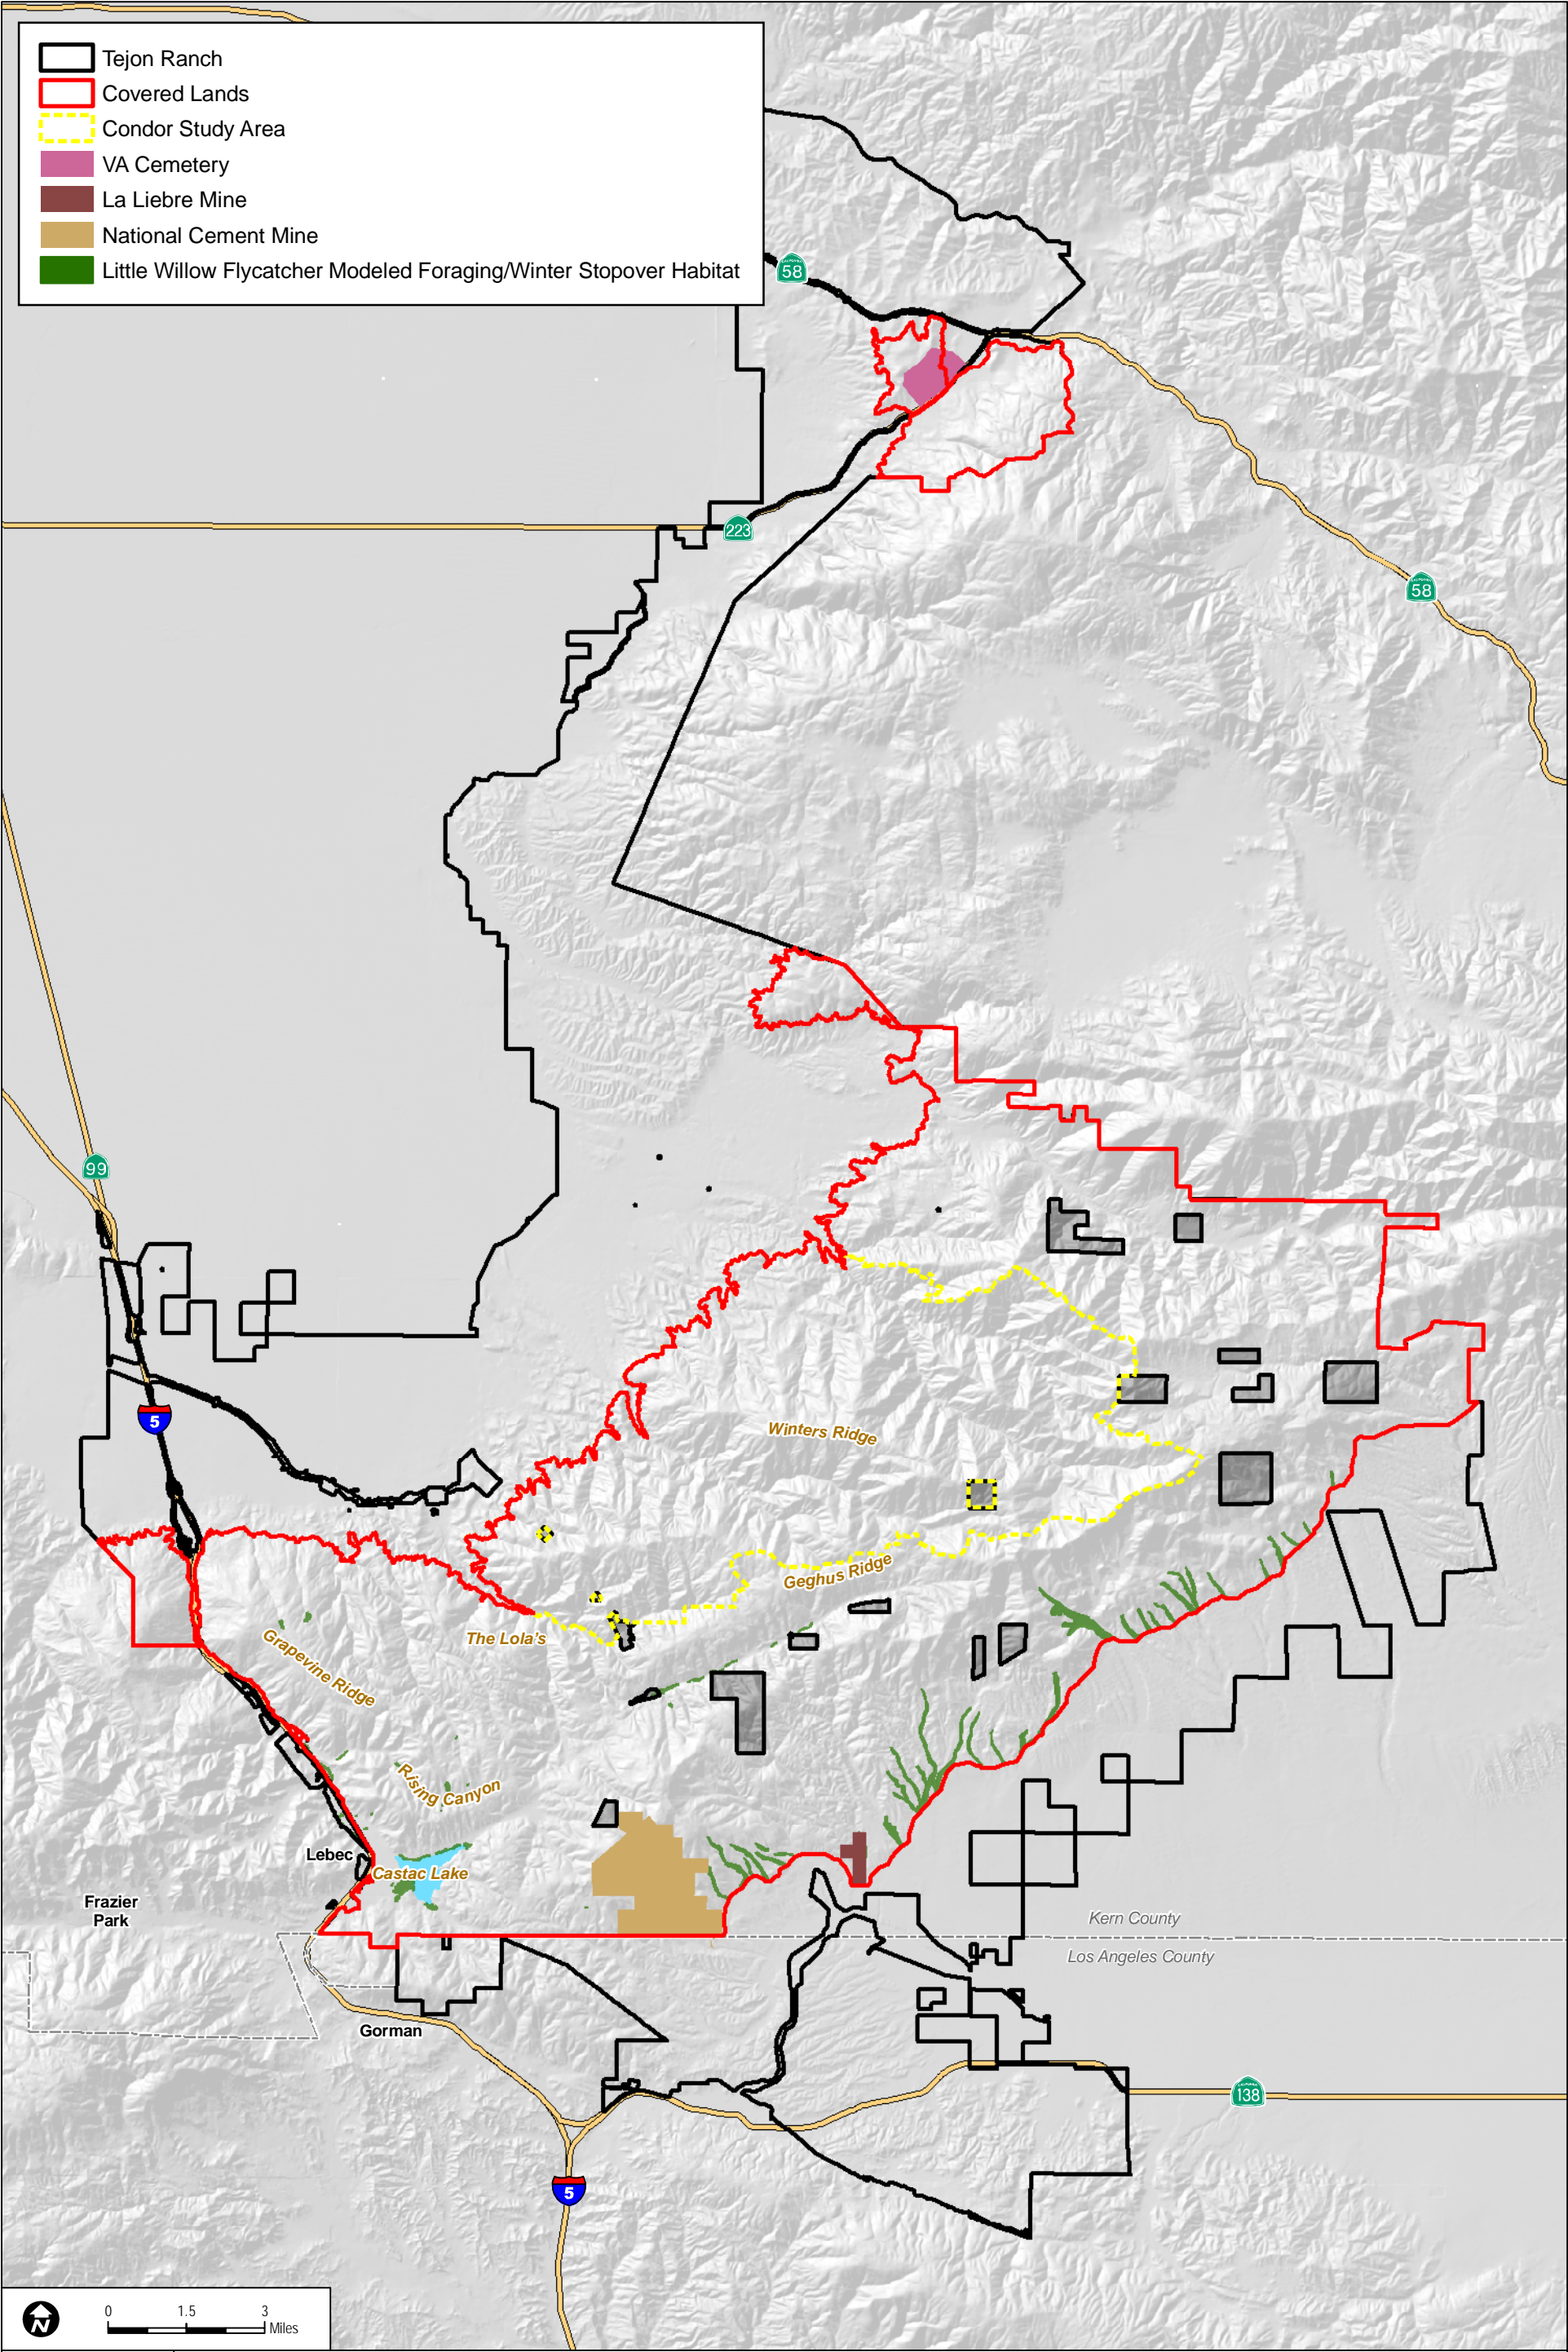 Tejon Ranch
Covered Lands
Condor Study Area
VA Cemetery
La Liebre Mine
National Cement Mine
Little Willow Flycatcher Modeled Foraging/Winter Stopover Habitat
58
223
58
99
5
Winters Ridge
Geghus Ridge
The Lola's
Grapevine Ridge
Rising Canyon
Lebec
Castac Lake
Frazier
Park
Kern County
Los Angeles County
Gorman
138
5
N
0 1.5 3
Miles